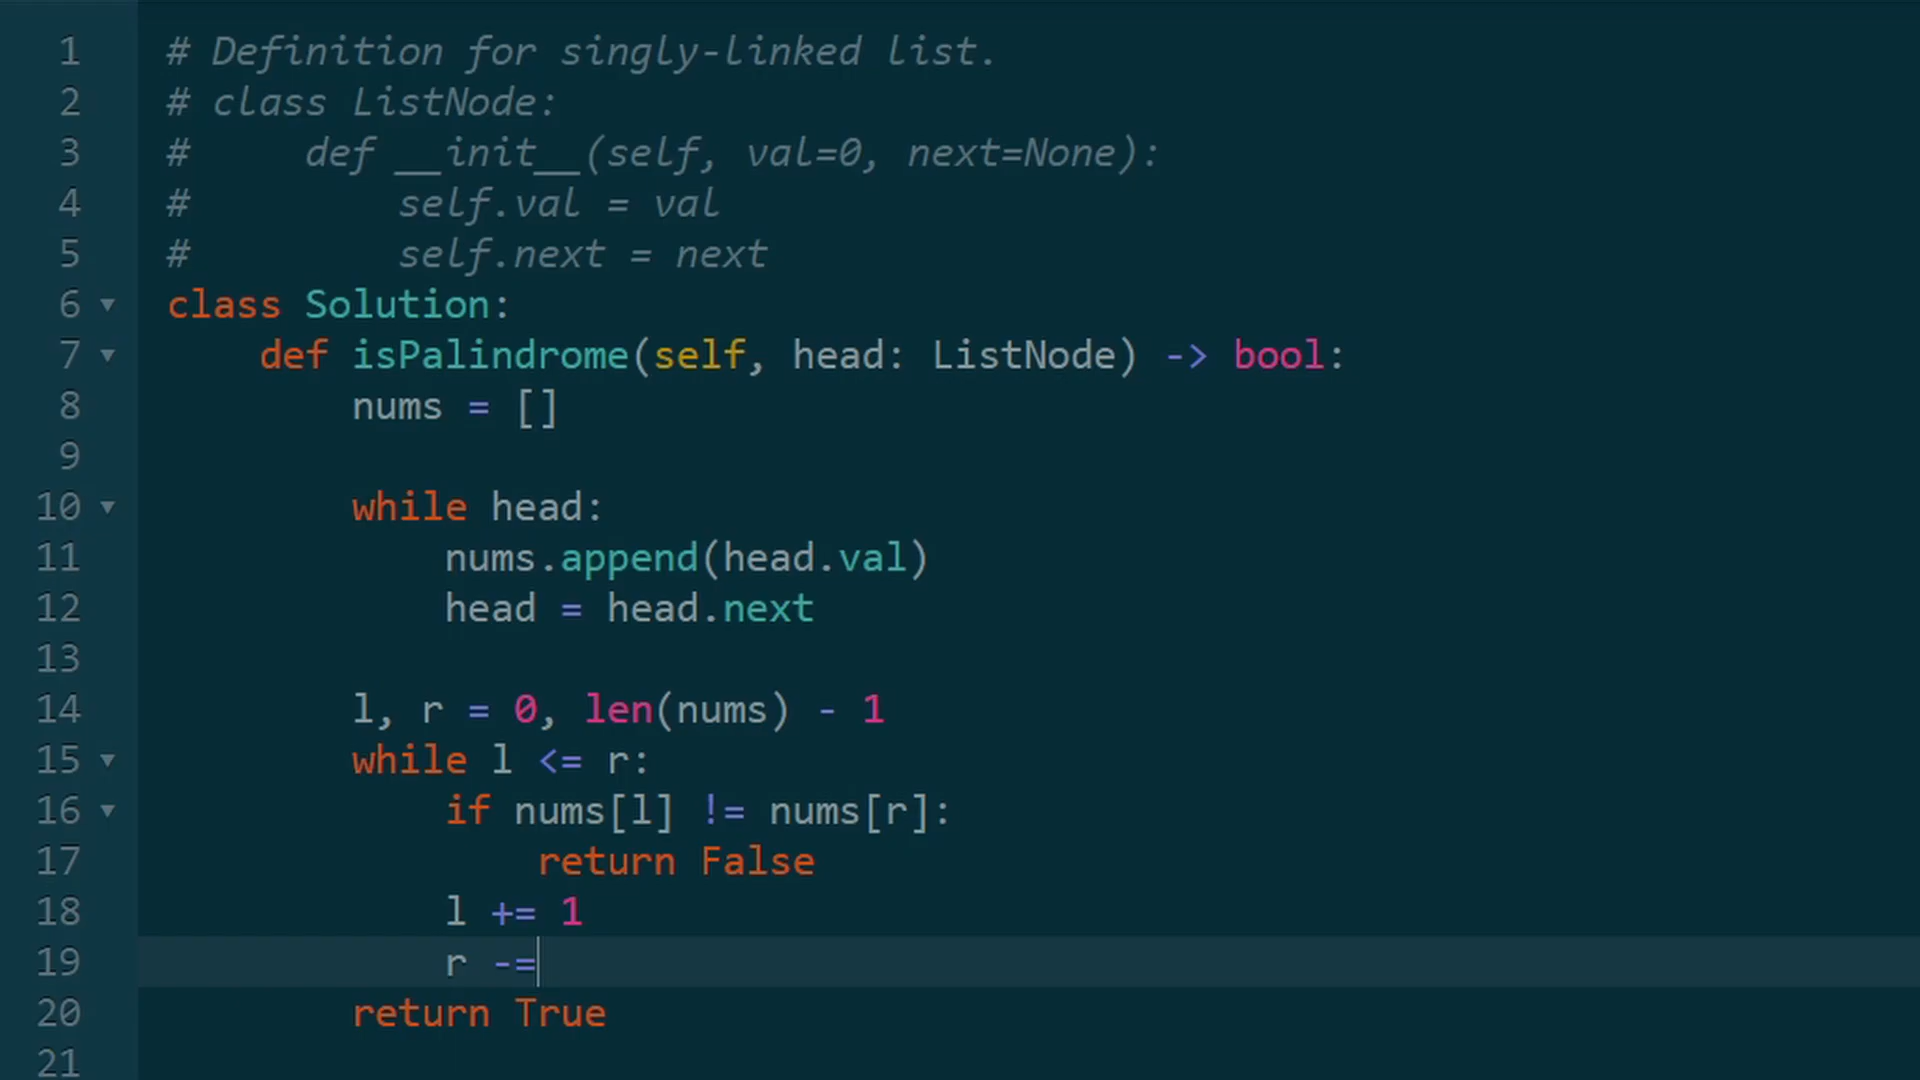 1 # Definition for singly-linked list.
2 # class ListNode:
3 #     def __init__(self, val=0, next=None):
4 #         self.val = val
5 #         self.next = next
6 class Solution:
7     def isPalindrome(self, head: ListNode) -> bool:
8         nums = []
9
10         while head:
11             nums.append(head.val)
12             head = head.next
13
14         l, r = 0, len(nums) - 1
15         while l <= r:
16             if nums[l] != nums[r]:
17                 return False
18             l += 1
19             r -=
20         return True
21